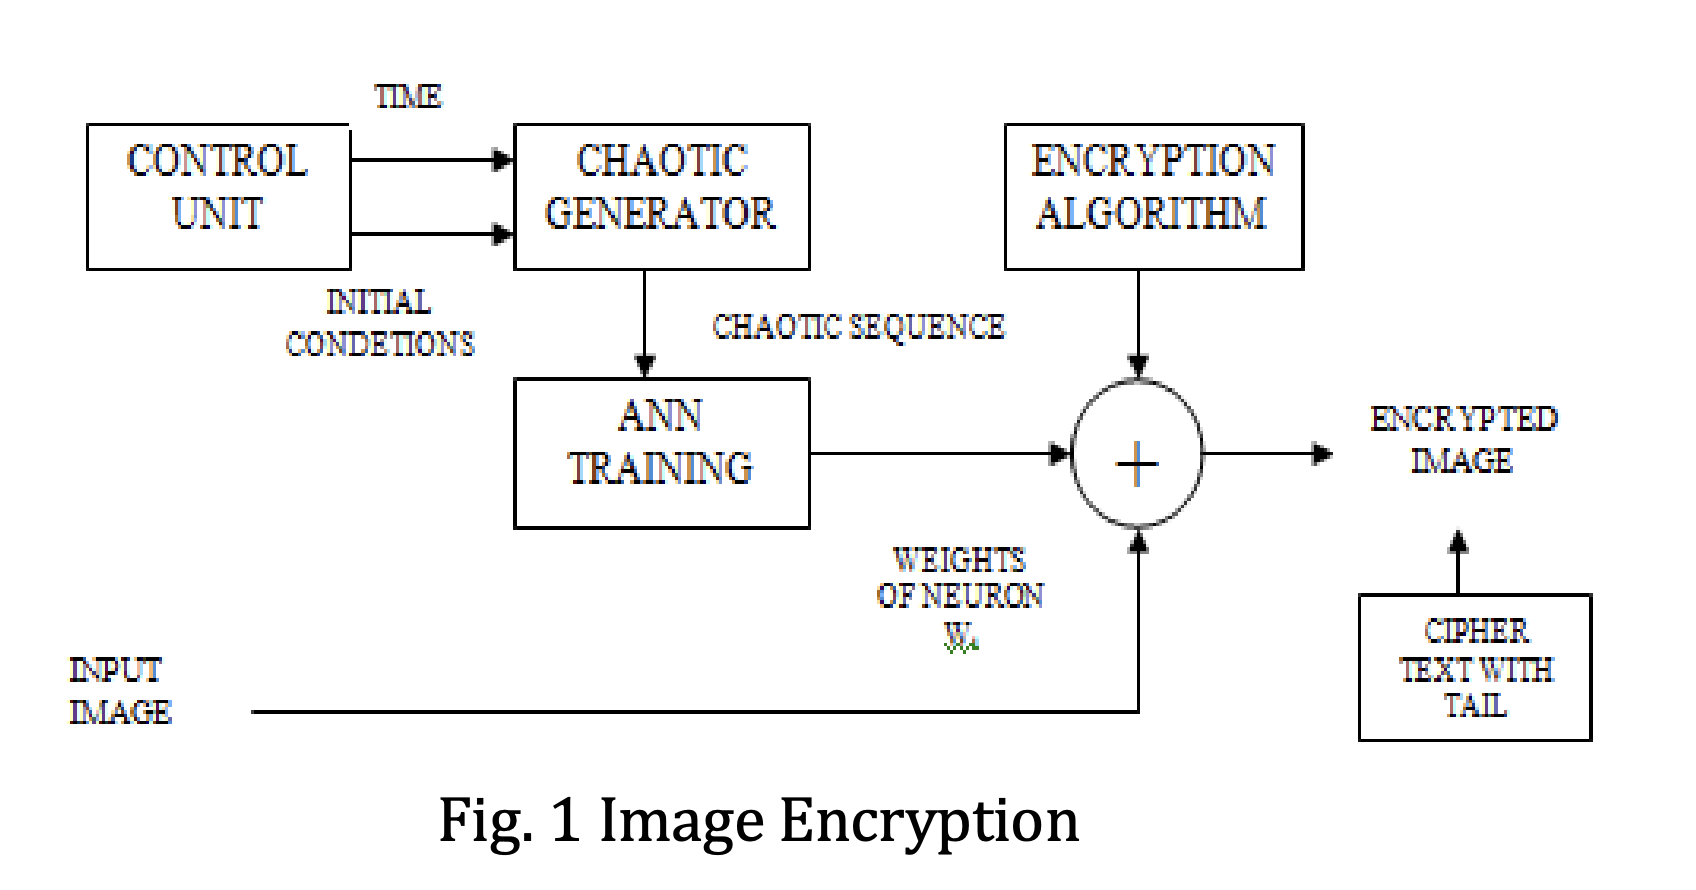 TIME
CONTROL
UNIT
CHAOTIC
GENERATOR
ENCRYPTION
ALGORITHM
INITIAL
CONDETIONS
CHAOTIC SEQUENCE
ANN
TRAINING
+
ENCRYPTED
IMAGE
WEIGHTS
OF NEURON
INPUT
IMAGE
CIPHER
TEXT WITH
TAIL
Fig. 1 Image Encryption